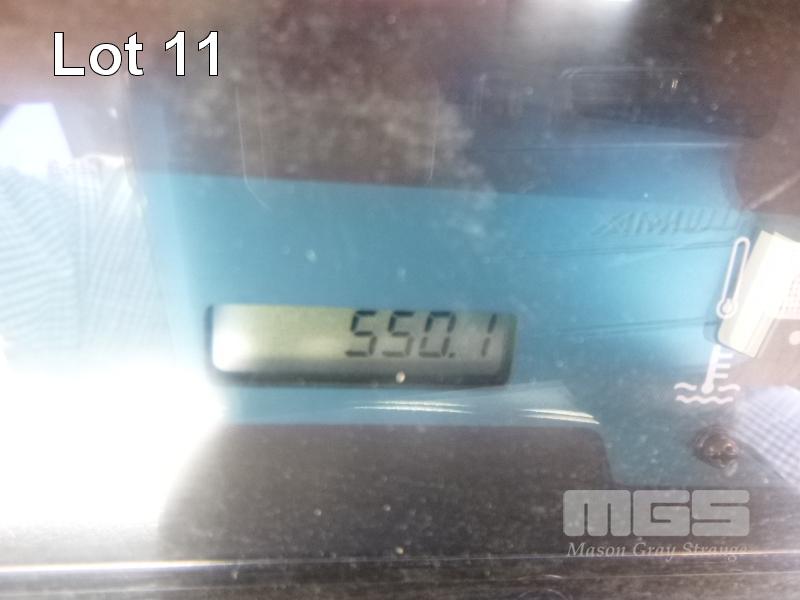 Lot 11
550.1
MGS
Mason Gray Strange